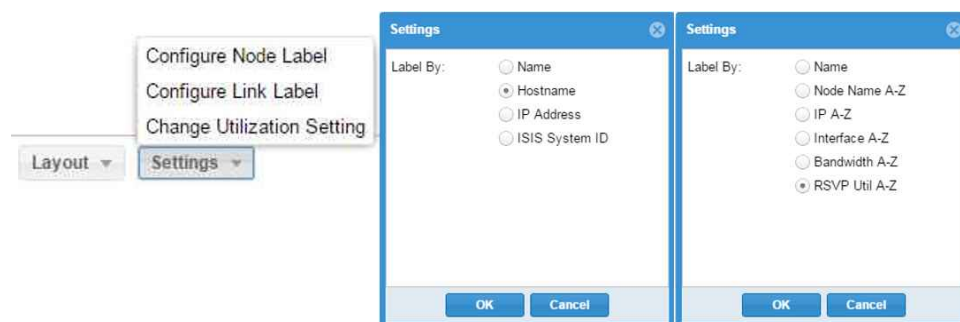 Configure Node Label
Configure Link Label
Change Utilization Setting
Layout
Settings
Settings
Label By:
Name
Hostname
IP Address
ISIS System ID
OK
Cancel
Settings
Label By:
Name
Node Name A-Z
IP A-Z
Interface A-Z
Bandwidth A-Z
RSVP Util A-Z
OK
Cancel